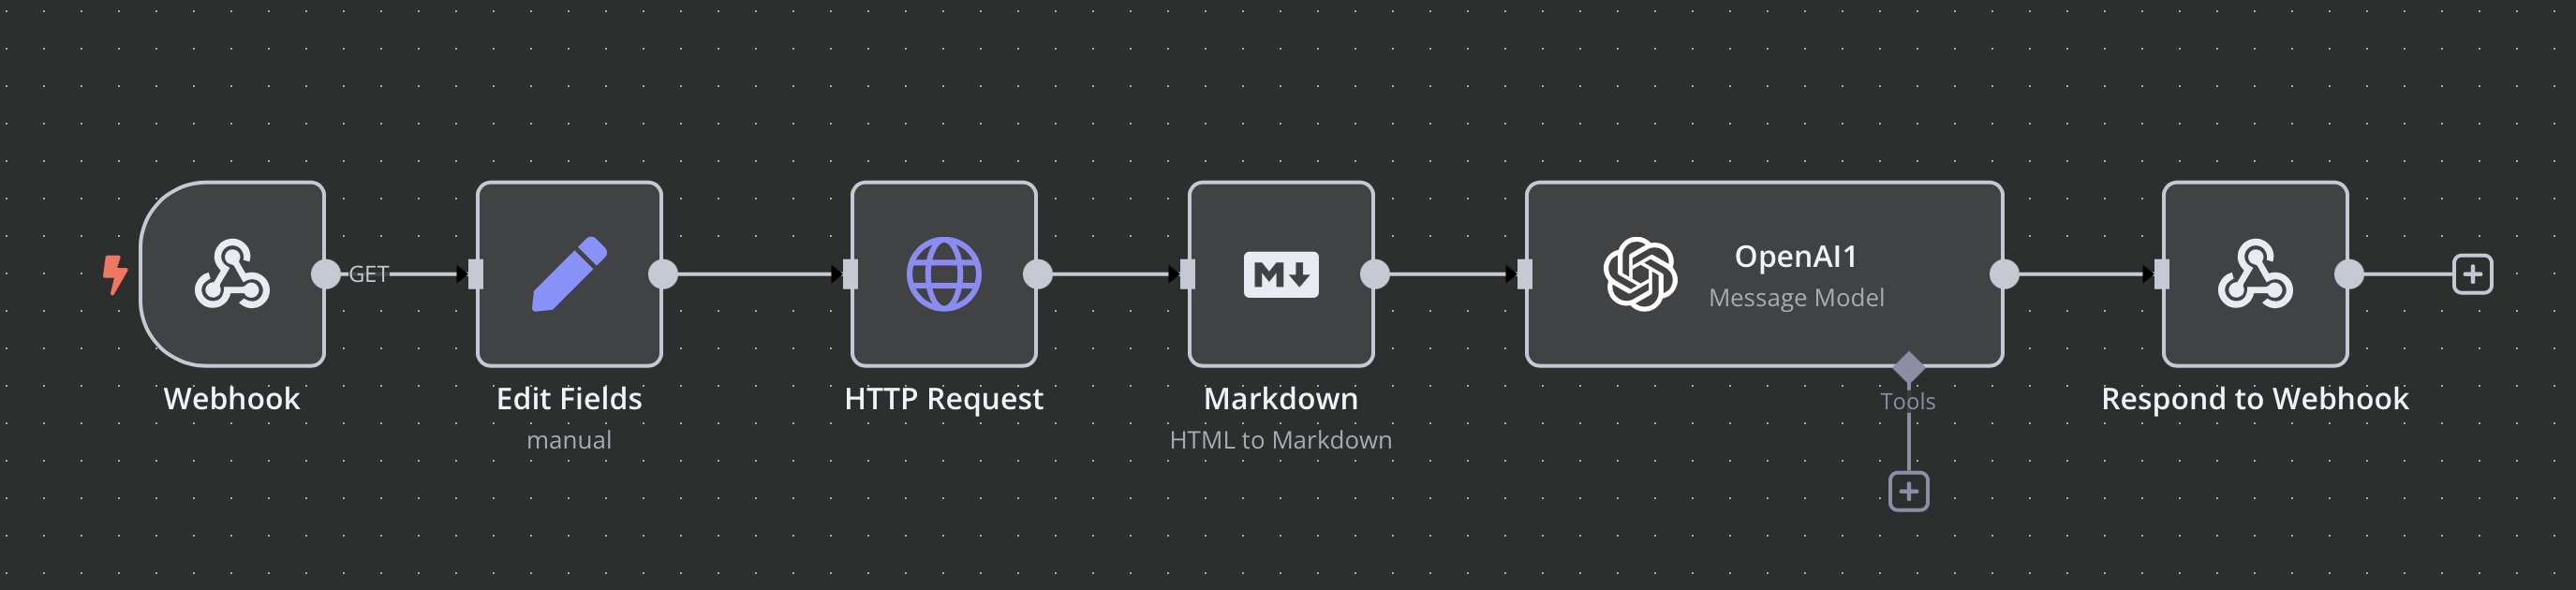 GET
Webhook
Edit Fields
manual
HTTP Request
M
Markdown
HTML to Markdown
OpenAI1
Message Model
Tools
Respond to Webhook